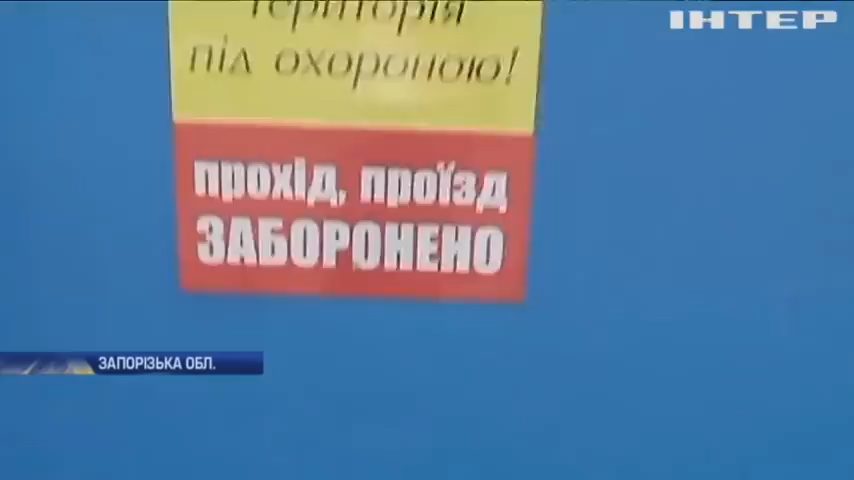 ІНТЕР
територія
під охороною!
прохід, проїзд
ЗАБОРОНЕНО
ЗАПОРІЗЬКА ОБЛ.